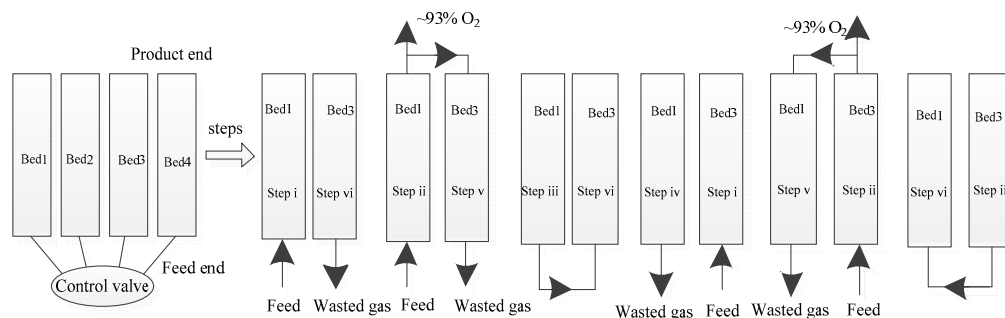 ~93% O2
~93% O2
Product end
Bed1 Bed3 Bed1 Bed3 Bed1 Bed3 Bed1 Bed3 Bed1 Bed3 Bed1 Bed3
steps
Bed1 Bed2 Bed3 Bed4
Step i Step vi Step ii Step v Step iii Step vi Step iv Step i Step v Step ii Step vi Step
Feed end
Control valve
Feed Wasted gas Feed Wasted gas Wasted gas Feed Wasted gas Feed